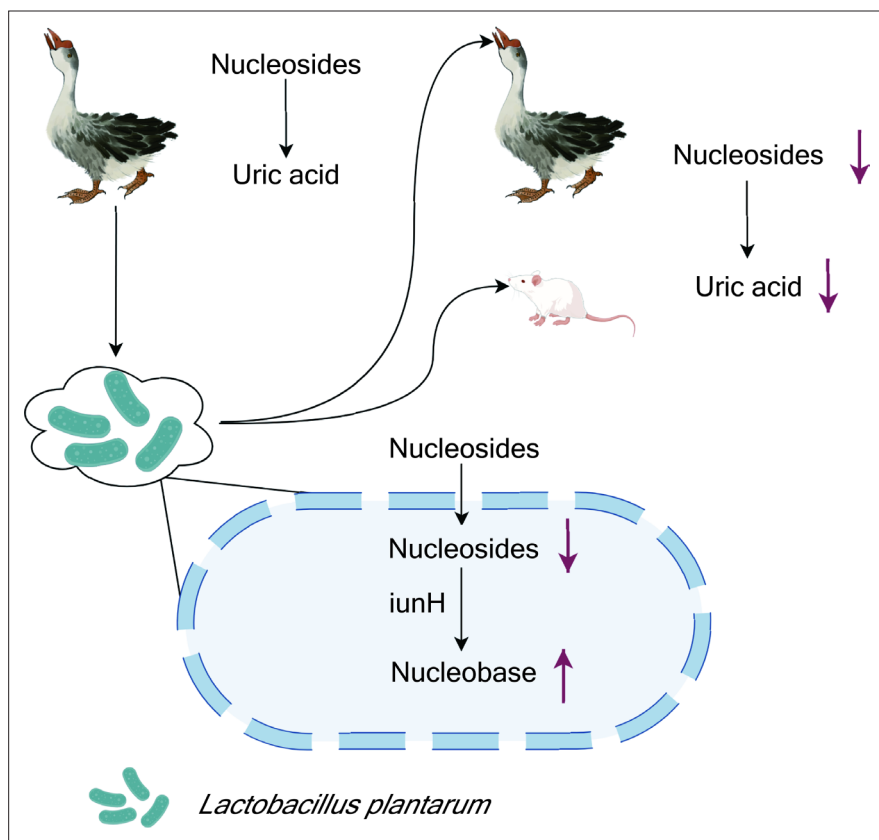 Nucleosides
Uric acid
Nucleosides
Uric acid
Nucleosides
Nucleosides
iunH
Nucleobase
Lactobacillus plantarum